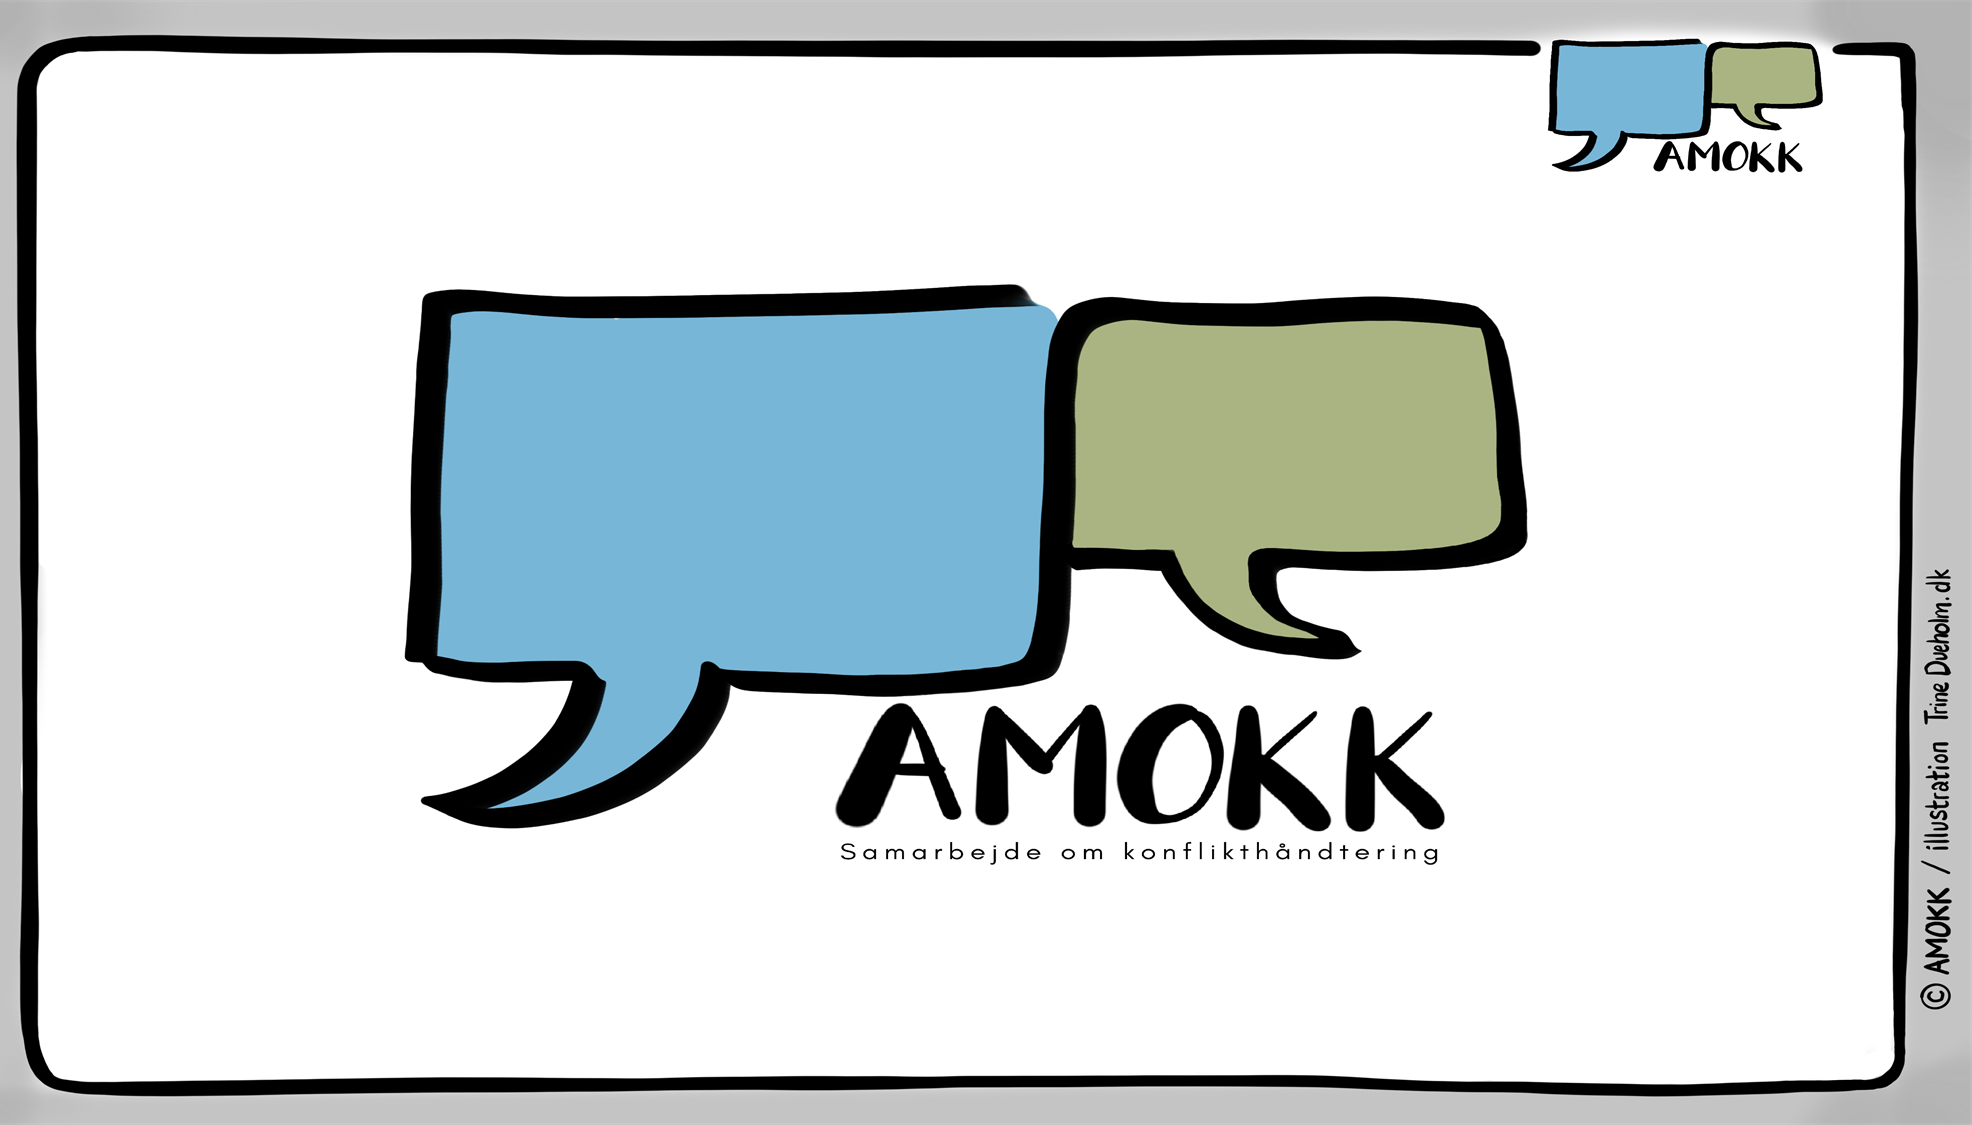 AMOKK
AMOKK
Samarbejde om konflikthåndtering
© AMOKK / illustration Trine Dueholm.dk